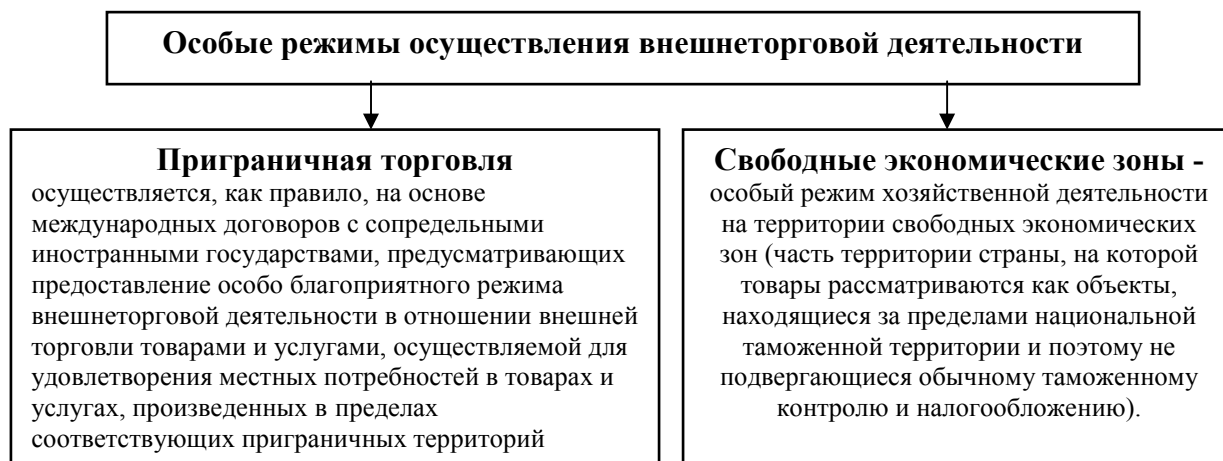 Особые режимы осуществления внешнеторговой деятельности
Приграничная торговля
осуществляется, как правило, на основе
международных договоров с сопредельными
иностранными государствами, предусматривающих
предоставление особо благоприятного режима
внешнеторговой деятельности в отношении внешней
торговли товарами и услугами, осуществляемой для
удовлетворения местных потребностей в товарах и
услугах, произведенных в пределах
соответствующих приграничных территорий
Свободные экономические зоны -
особый режим хозяйственной деятельности
на территории свободных экономических
зон (часть территории страны, на которой
товары рассматриваются как объекты,
находящиеся за пределами национальной
таможенной территории и поэтому не
подвергающиеся обычному таможенному
контролю и налогообложению).